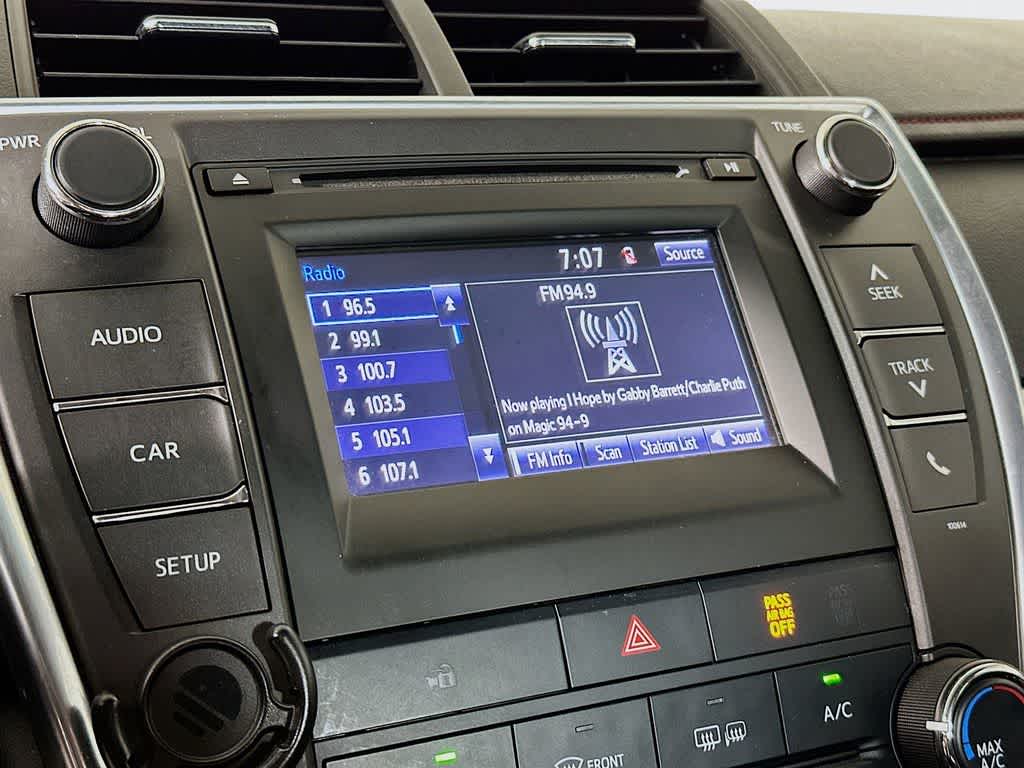 PWR
TUNE
AUDIO
CAR
SETUP
Radio
7:07
Source
1 96.5
2 99.1
3 100.7
4 103.5
5 105.1
6 107.1
FM94.9
Now playing I Hope by Gabby Barrett/Charlie Puth
on Magic 94-9
FM Info
Scan
Station List
Sound
SEEK
TRACK
100614
PASS
AIR BAG
OFF
FRONT
A/C
MAX
A/C